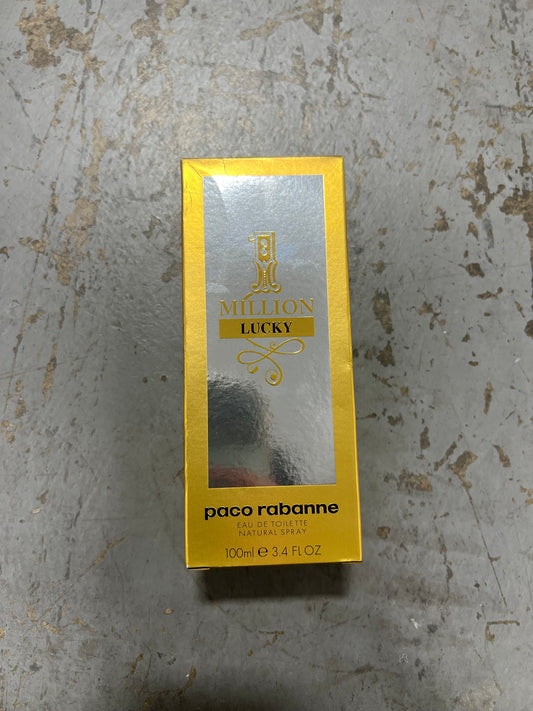 1
MILLION
LUCKY
paco rabanne
EAU DE TOILETTE
NATURAL SPRAY
100ml e 3.4 FL OZ